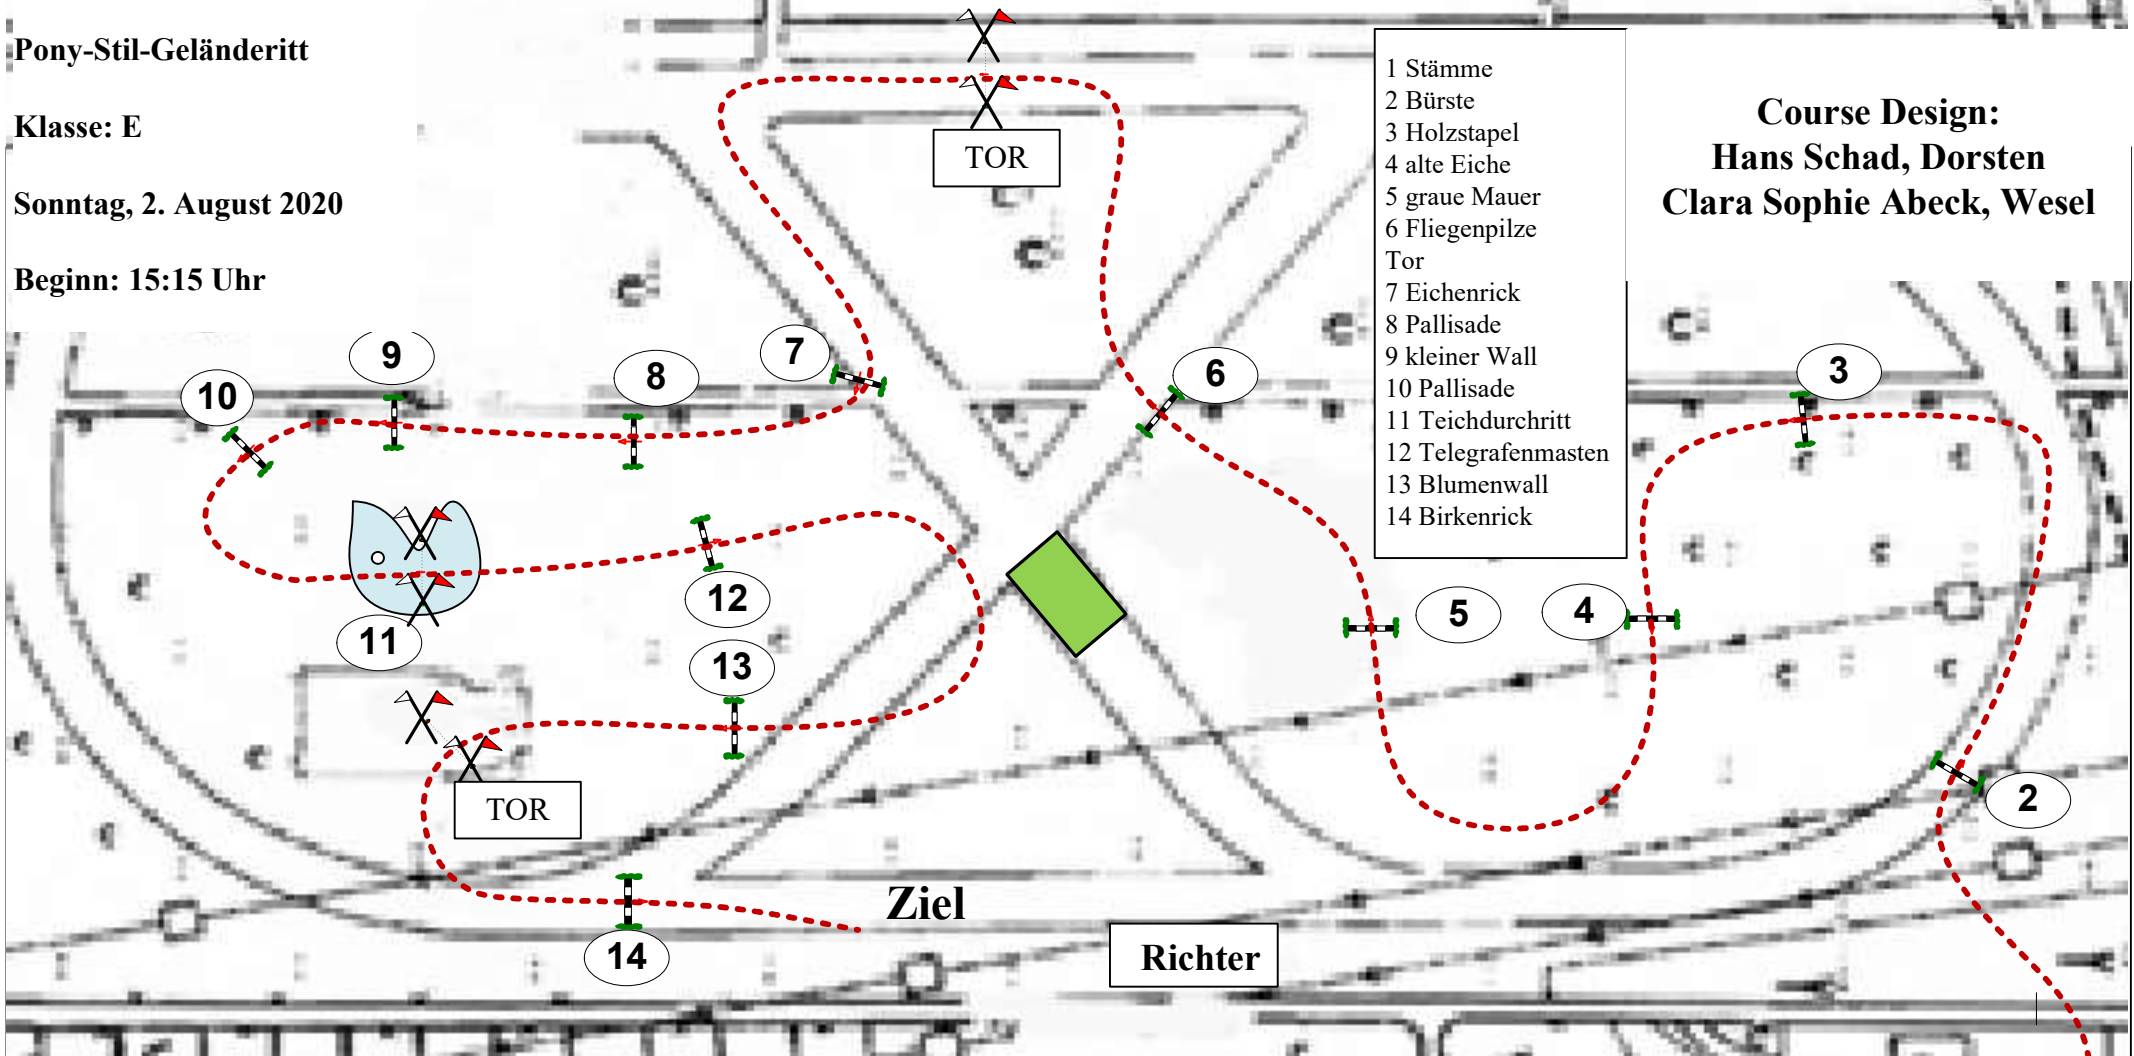 Pony-Stil-Geländeritt
Klasse: E
Sonntag, 2. August 2020
Beginn: 15:15 Uhr
TOR
1 Stämme
2 Bürste
3 Holzstapel
4 alte Eiche
5 graue Mauer
6 Fliegenpilze
Tor
7 Eichenrick
8 Pallisade
9 kleiner Wall
10 Pallisade
11 Teichdurchritt
12 Telegrafenmasten
13 Blumenwall
14 Birkenrick
Course Design:
Hans Schad, Dorsten
Clara Sophie Abeck, Wesel
9
10
8
7
6
3
12
11
13
5
4
2
TOR
14
Ziel
Richter